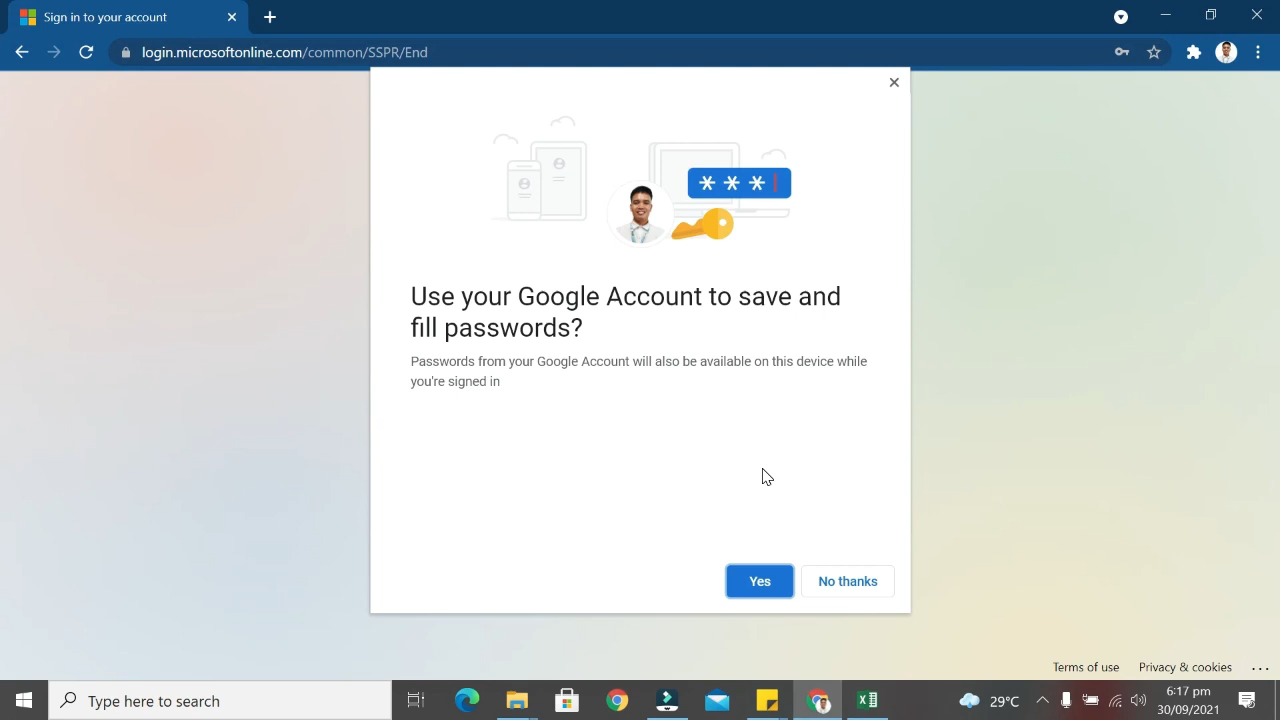 Sign in to your account
login.microsoftonline.com/common/SSPR/End
***
Use your Google Account to save and
fill passwords?
Passwords from your Google Account will also be available on this device while
you're signed in
Yes
No thanks
Terms of use
Privacy & cookies
...
Type here to search
29°C
6:17 pm
30/09/2021